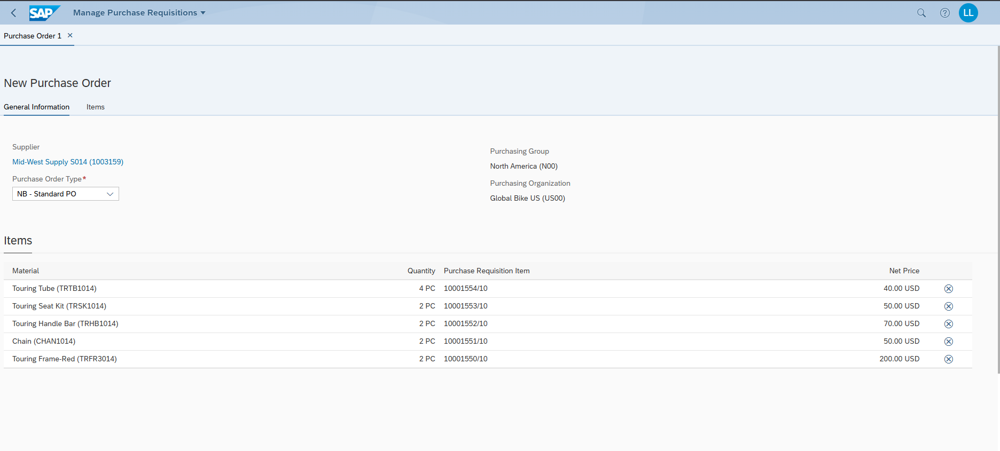 SAP Manage Purchase Requisitions LL
Purchase Order 1
New Purchase Order
General Information Items
Supplier
Mid-West Supply S014 (1003159)
Purchase Order Type*
NB - Standard PO
Purchasing Group
North America (N00)
Purchasing Organization
Global Bike US (US00)
Items
Material Quantity Purchase Requisition Item Net Price
Touring Tube (TRTB1014) 4 PC 10001554/10 40.00 USD
Touring Seat Kit (TRSK1014) 2 PC 10001553/10 50.00 USD
Touring Handle Bar (TRHB1014) 2 PC 10001552/10 70.00 USD
Chain (CHAN1014) 2 PC 10001551/10 50.00 USD
Touring Frame-Red (TRFR3014) 2 PC 10001550/10 200.00 USD